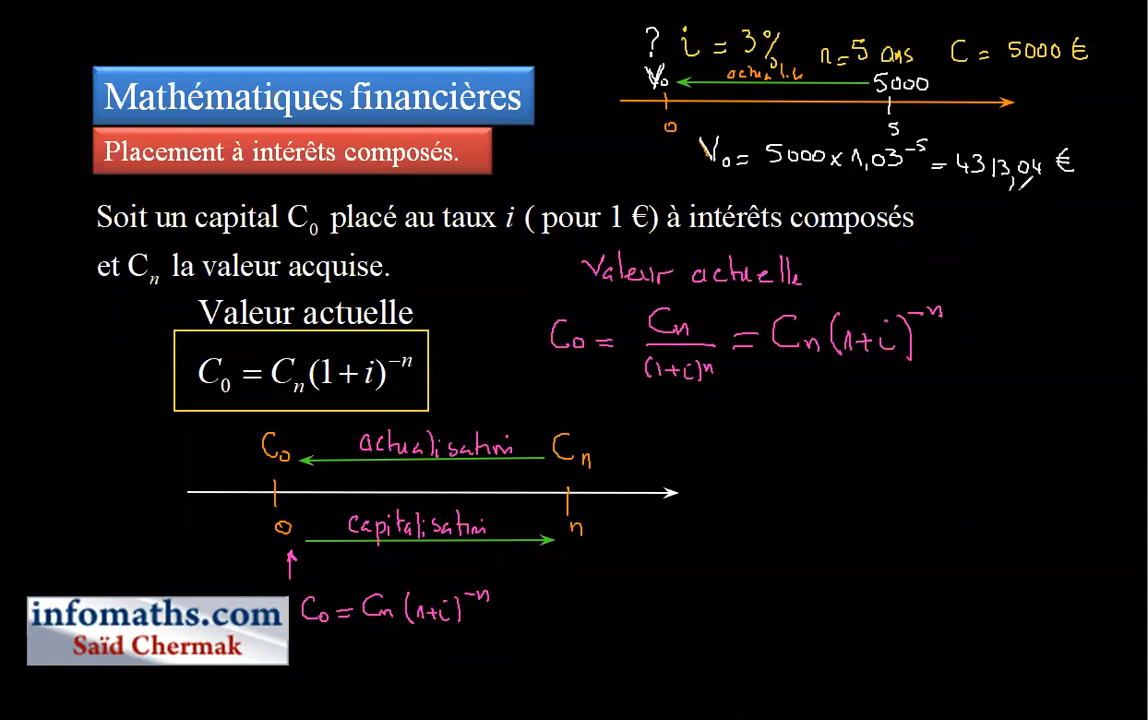 ? i = 3% n=5 ans C = 5000 €
V₀ 5000
0 5
V₀ = 5000 x 1,03⁻⁵ = 4313,04 €
Mathématiques financières
Placement à intérêts composés.
Soit un capital C₀ placé au taux i ( pour 1 €) à intérêts composés
et Cₙ la valeur acquise.
Valeur actuelle
C₀ = Cₙ/(1+i)ⁿ = Cₙ(1+i)⁻ⁿ
Valeur actuelle
C₀ = Cₙ(1+i)⁻ⁿ
C₀ actualisation Cₙ
0 capitalisation n
C₀ = Cₙ (1+i)⁻ⁿ
infomaths.com
Saïd Chermak